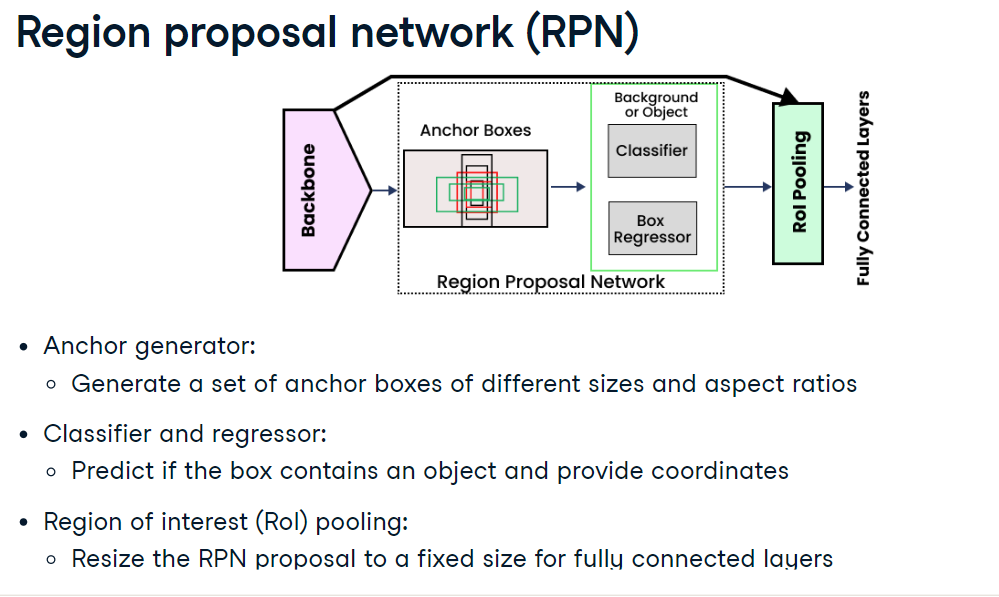 Region proposal network (RPN)
Background
or Object
Anchor Boxes
Classifier
Backbone
Box
Regressor
RoI Pooling
Fully Connected Layers
Region Proposal Network
• Anchor generator:
○ Generate a set of anchor boxes of different sizes and aspect ratios
• Classifier and regressor:
○ Predict if the box contains an object and provide coordinates
• Region of interest (RoI) pooling:
○ Resize the RPN proposal to a fixed size for fully connected layers